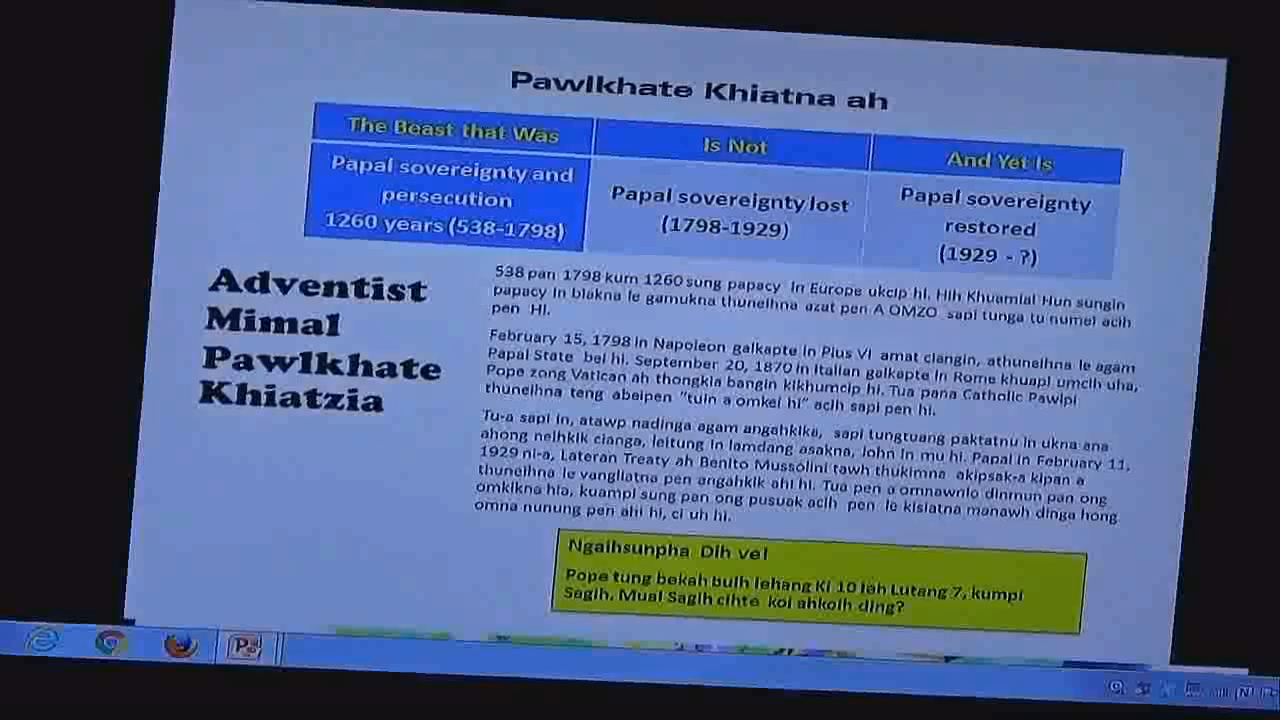 Pawlkhate Khiatna ah
The Beast that Was
Is Not
And Yet Is
Papal sovereignty and
persecution
1260 years (538-1798)
Papal sovereignty lost
(1798-1929)
Papal sovereignty
restored
(1929 - ?)
Adventist
Mimal
Pawlkhate
Khiatzia
538 pan 1798 kum 1260 sung papacy in Europe ukcip hi. Hih Khuamial Hun sungin
papacy in biakna le gamukna thuneihna azat pen A OMZO sapi tunga tu numei acih
pen Hi.
February 15, 1798 in Napoleon galkapte in Pius VI amat ciangin, athuneihna le agam
Papal State bei hi. September 20, 1870 in Italian galkapte in Rome khuapi umcih uha,
Pope zong Vatican ah thongkia bangin kikhumcip hi. Tua pana Catholic Pawlpi
thuneihna teng abeipen "tuin a omkei hi" acih sapi pen hi.
Tu-a sapi in, atawp nadinga agam angahkika, sapi tungtuang paktatnu in ukna ana
ahong neihkik cianga, leitung in lamdang asakna, John in mu hi. Papal in February 11,
1929 ni-a, Lateran Treaty ah Benito Mussolini tawh thukimna akipsak-a kipan a
thuneihna le vangliatna pen angahkik ahi hi. Tua pen a omnawnlo dinmun pan ong
omkikna hia, kuampi sung pan ong pusuak acih pen le kisiatna manawh dinga hong
omna nunung pen ahi hi, ci uh hi.
Ngaihsunpha Dih vei
Pope tung bekah buih lehang Ki 10 lah Lutang 7, kumpi
Sagih, Mual Sagih cihte koi ahkoih ding?